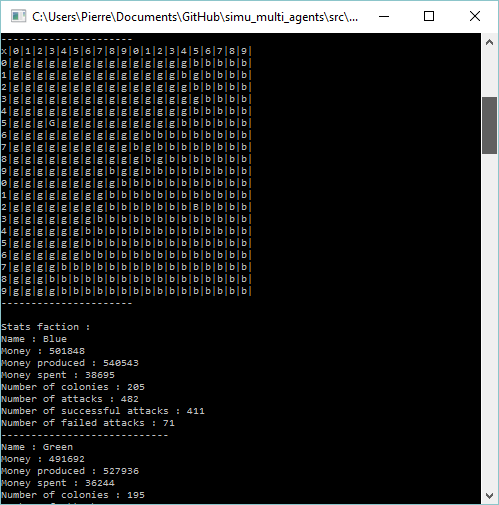 C:\Users\Pierre\Documents\GitHub\simu_multi_agents\src\...
----------------------
x|0|1|2|3|4|5|6|7|8|9|0|1|2|3|4|5|6|7|8|9|
0|g|g|g|g|g|g|g|g|g|g|g|g|g|g|g|b|b|b|b|b|
1|g|g|g|g|g|g|g|g|g|g|g|g|g|g|b|g|b|b|b|b|
2|g|g|g|g|g|g|g|g|g|g|g|g|g|g|g|b|b|b|b|b|
3|g|g|g|g|g|g|g|g|g|g|g|g|g|g|b|g|b|b|b|b|
4|g|g|g|g|g|g|g|g|g|g|g|g|g|g|g|b|b|b|b|b|
5|g|g|g|G|g|g|g|g|g|g|g|g|g|g|b|b|b|b|b|b|
6|g|g|g|g|g|g|g|g|g|g|g|b|b|b|b|b|b|b|b|b|
7|g|g|g|g|g|g|g|g|g|g|b|g|b|b|b|b|b|b|b|b|
8|g|g|g|g|g|g|g|g|g|g|g|b|g|b|b|b|b|b|b|b|
9|g|g|g|g|g|g|g|g|b|g|g|b|b|b|b|b|b|b|b|b|
0|g|g|g|g|g|g|g|g|g|b|b|b|b|b|b|b|b|b|b|b|
1|g|g|g|g|g|g|g|g|b|b|b|b|b|b|b|b|b|b|b|b|
2|g|g|g|g|g|g|g|g|b|b|b|b|b|b|b|B|b|b|b|b|
3|g|g|g|g|g|g|g|b|b|b|b|b|b|b|b|b|b|b|b|b|
4|g|g|g|g|g|g|b|b|b|b|b|b|b|b|b|b|b|b|b|b|
5|g|g|g|g|g|g|b|b|b|b|b|b|b|b|b|b|b|b|b|b|
6|g|g|g|g|g|g|b|b|b|b|b|b|b|b|b|b|b|b|b|b|
7|g|g|g|g|b|b|b|b|b|b|b|b|b|b|b|b|b|b|b|b|
8|g|g|g|b|b|b|b|b|b|b|b|b|b|b|b|b|b|b|b|b|
9|g|g|g|g|b|b|b|b|b|b|b|b|b|b|b|b|b|b|b|b|
----------------------
Stats faction :
Name : Blue
Money : 501848
Money produced : 540543
Money spent : 38695
Number of colonies : 205
Number of attacks : 482
Number of successful attacks : 411
Number of failed attacks : 71
----------------------------
Name : Green
Money : 491692
Money produced : 527936
Money spent : 36244
Number of colonies : 195